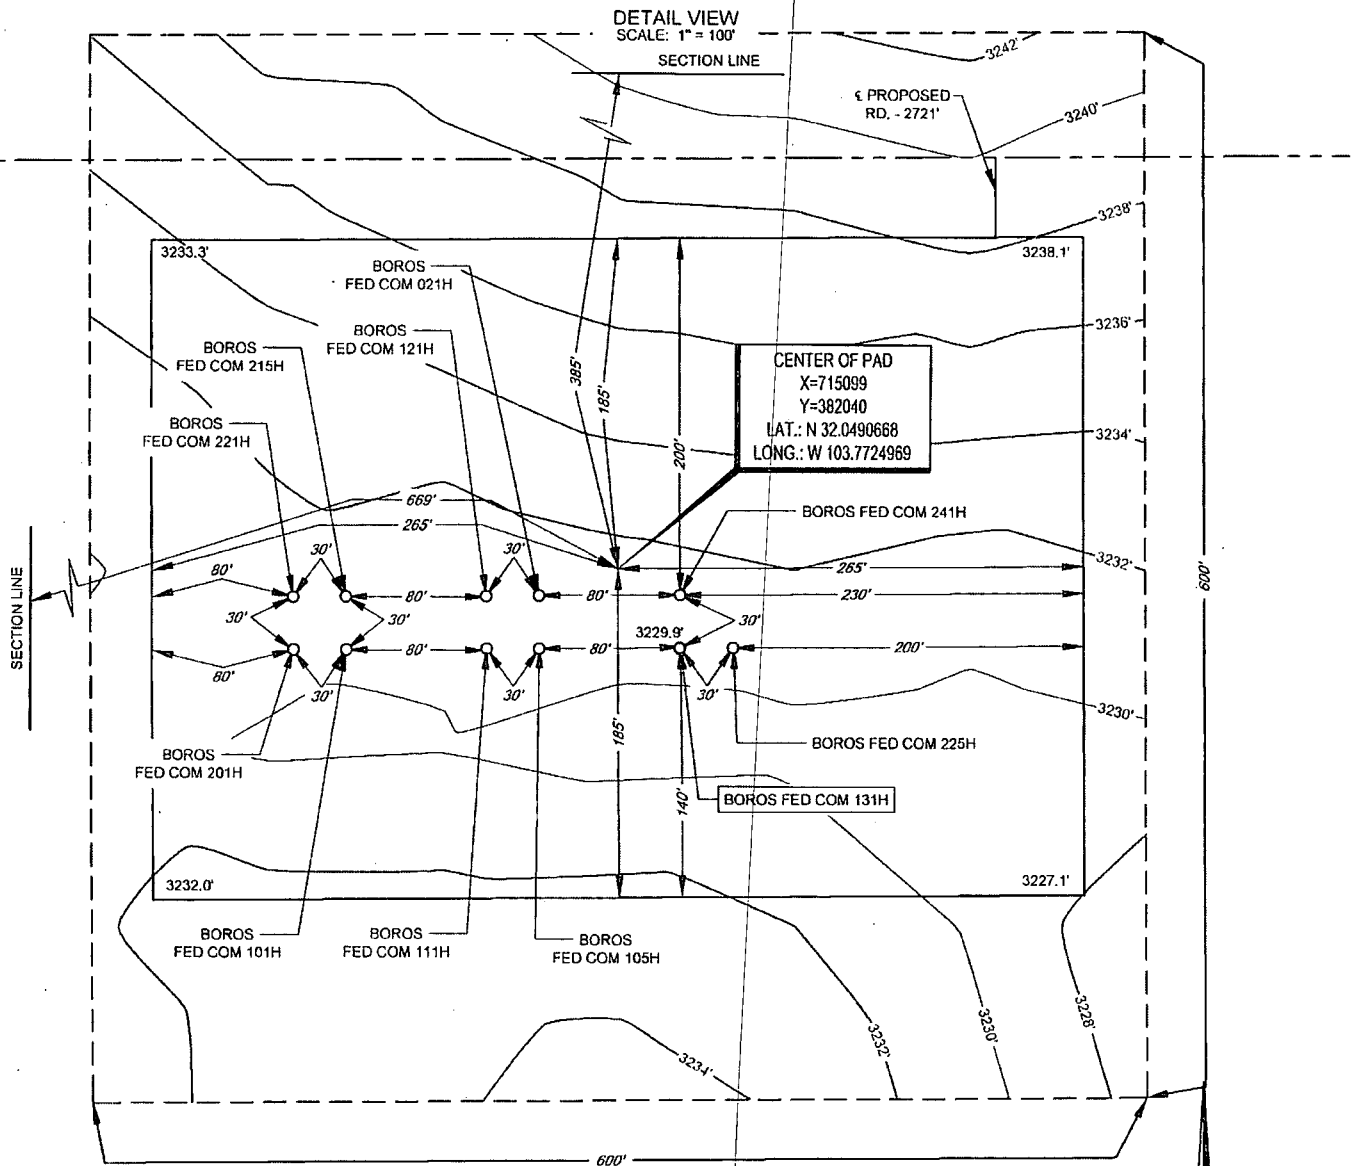 DETAIL VIEW
SCALE: 1" = 100'
SECTION LINE
3242'
℄ PROPOSED
RD. - 2721'
3240'
3238'
3233.3'
3238.1'
BOROS
FED COM 021H
BOROS
FED COM 121H
BOROS
FED COM 215H
BOROS
FED COM 221H
385'
185'
200'
CENTER OF PAD
X=715099
Y=382040
LAT.: N 32.0490668
LONG.: W 103.7724969
3236'
3234'
669'
265'
BOROS FED COM 241H
3232'
SECTION LINE
600'
80'
30'
30'
265'
80'
80'
230'
30'
30'
3229.9'
30'
80'
80'
200'
80'
30'
30'
30'
3230'
185'
BOROS
FED COM 201H
BOROS FED COM 225H
140'
BOROS FED COM 131H
3232.0'
3227.1'
BOROS
FED COM 101H
BOROS
FED COM 111H
BOROS
FED COM 105H
3234'
3232'
3230'
3228'
600'